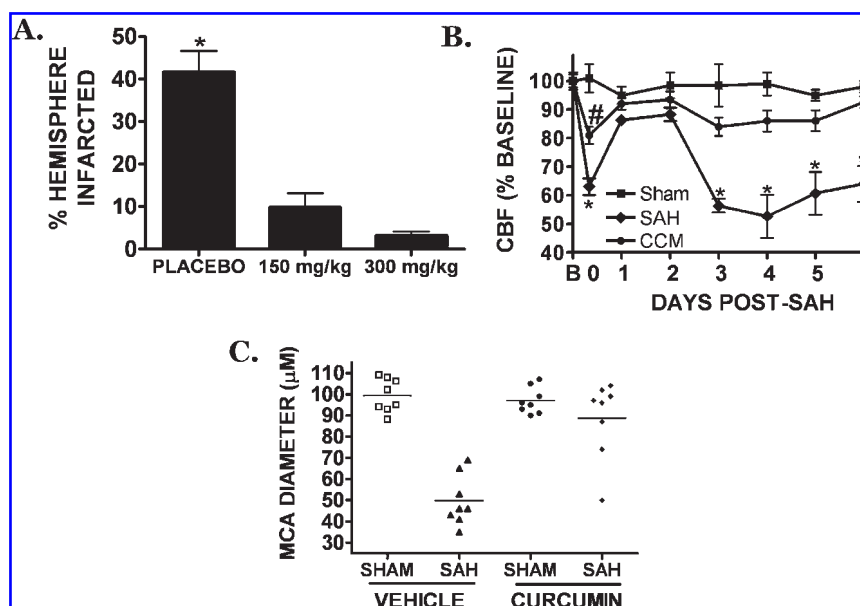 A.
% HEMISPHERE
INFARCTED
50
40
30
20
10
0
*
PLACEBO 150 mg/kg 300 mg/kg
B.
CBF (% BASELINE)
100
90
80
70
60
50
40
#
*
* * * *
Sham
SAH
CCM
B 0 1 2 3 4 5
DAYS POST-SAH
C.
MCA DIAMETER (μM)
110
100
90
80
70
60
50
40
30
SHAM SAH SHAM SAH
VEHICLE CURCUMIN